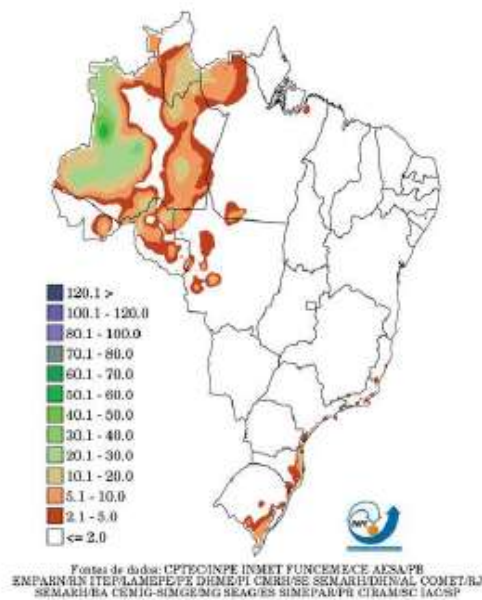 120.1 >
100.1 - 120.0
80.1 - 100.0
70.1 - 80.0
60.1 - 70.0
50.1 - 60.0
40.1 - 50.0
30.1 - 40.0
20.1 - 30.0
10.1 - 20.0
5.1 - 10.0
2.1 - 5.0
<= 2.0
Fontes de dados: CPTEC/INPE INMET FUNCEME/CE AESA/PB
EMPARN/RN ITEP/LAMEPE/PE DHME/PI CMRH/SE SEMARH/DHN/AL COMET/RJ
SEMARH/BA CEMIG-SIMGE/MG SEAG/ES SIMEPAR/PR CIRAM/SC IAC/SP